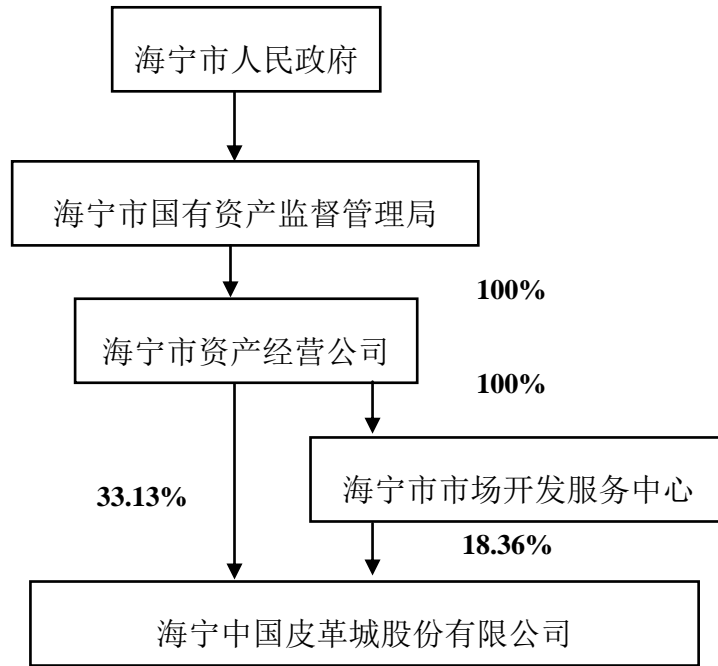 海宁市人民政府
海宁市国有资产监督管理局
100%
海宁市资产经营公司
100%
33.13%
海宁市市场开发服务中心
18.36%
海宁中国皮革城股份有限公司